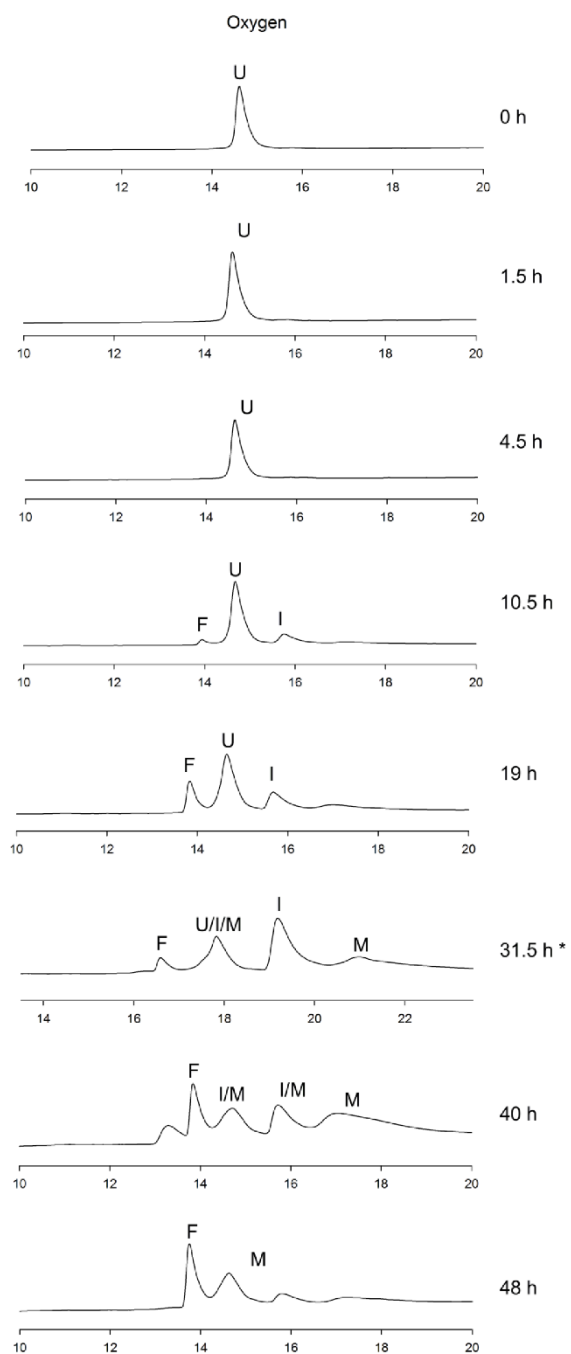 Oxygen
U
0 h
10 12 14 16 18 20
U
1.5 h
10 12 14 16 18 20
U
4.5 h
10 12 14 16 18 20
F U I
10.5 h
10 12 14 16 18 20
F U I
19 h
10 12 14 16 18 20
F U/I/M I M
31.5 h *
14 16 18 20 22
F I/M I/M M
40 h
10 12 14 16 18 20
F M
48 h
10 12 14 16 18 20